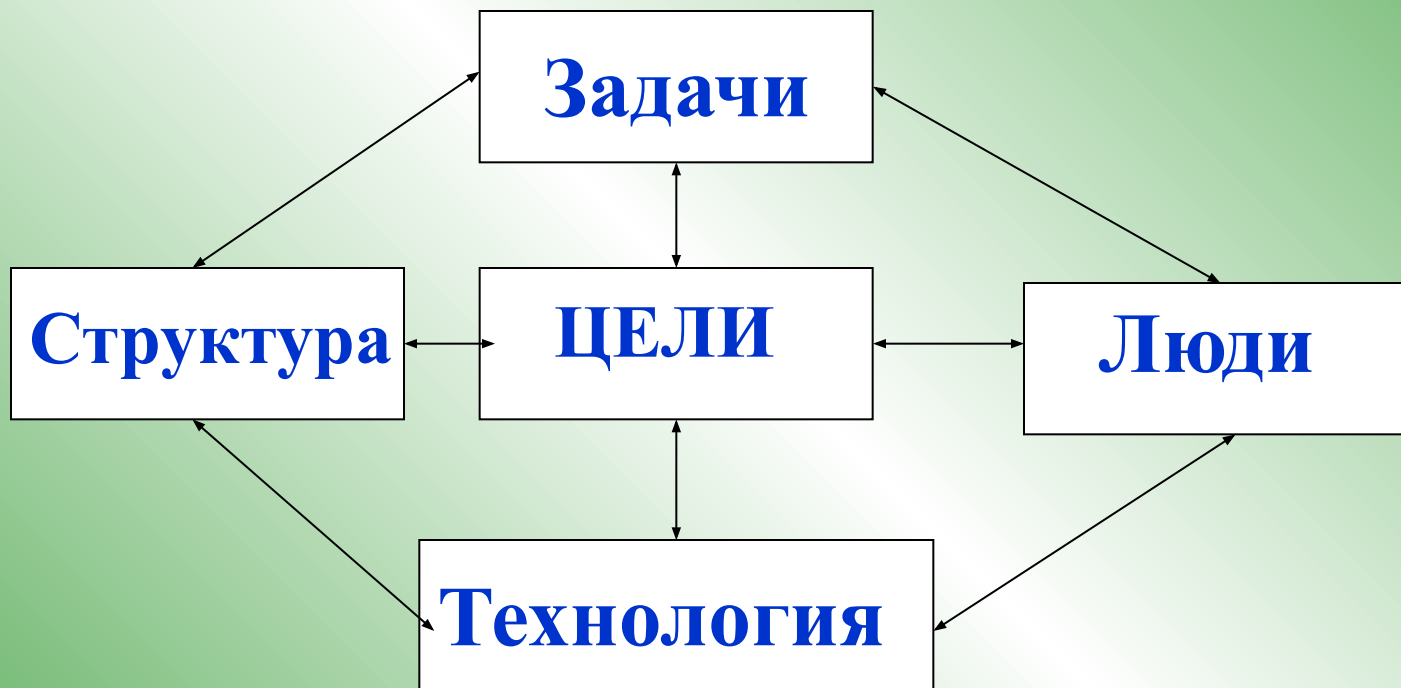 Задачи
Структура
ЦЕЛИ
Люди
Технология